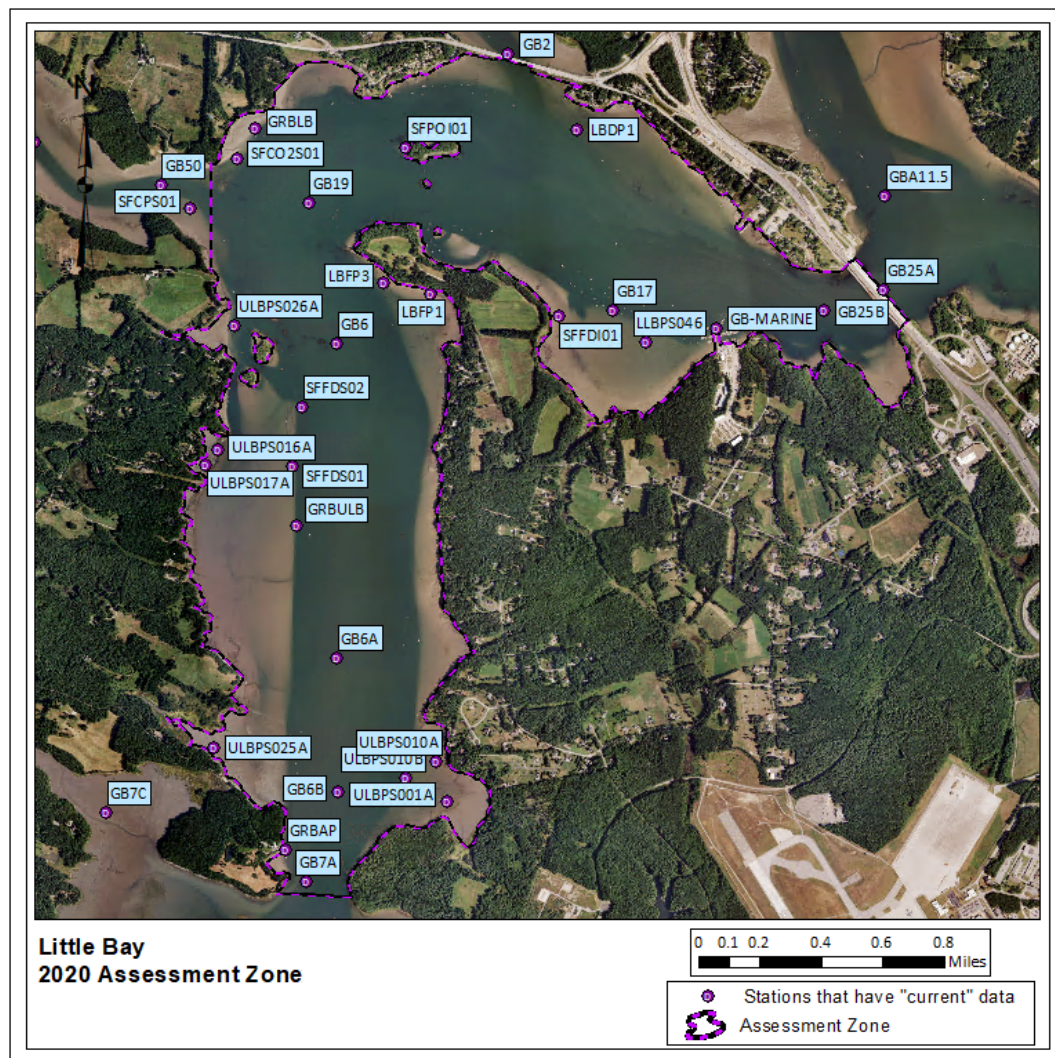 GB2
GRBLB
SFPOI01
LBDP1
SFCO2S01
GB50
GBA11.5
SFCPS01
GB19
N
LBFP3
GB25A
LBFP1
GB17
ULBPS026A
GB6
SFFDI01
LLBPS046
GB-MARINE
GB25B
SFFDS02
ULBPS016A
ULBPS017A
SFFDS01
GRBULB
GB6A
ULBPS025A
ULBPS010A
ULBPS010B
GB7C
GB6B
ULBPS001A
GRBAP
GB7A
Little Bay
2020 Assessment Zone
0 0.1 0.2 0.4 0.6 0.8
Miles
Stations that have "current" data
Assessment Zone